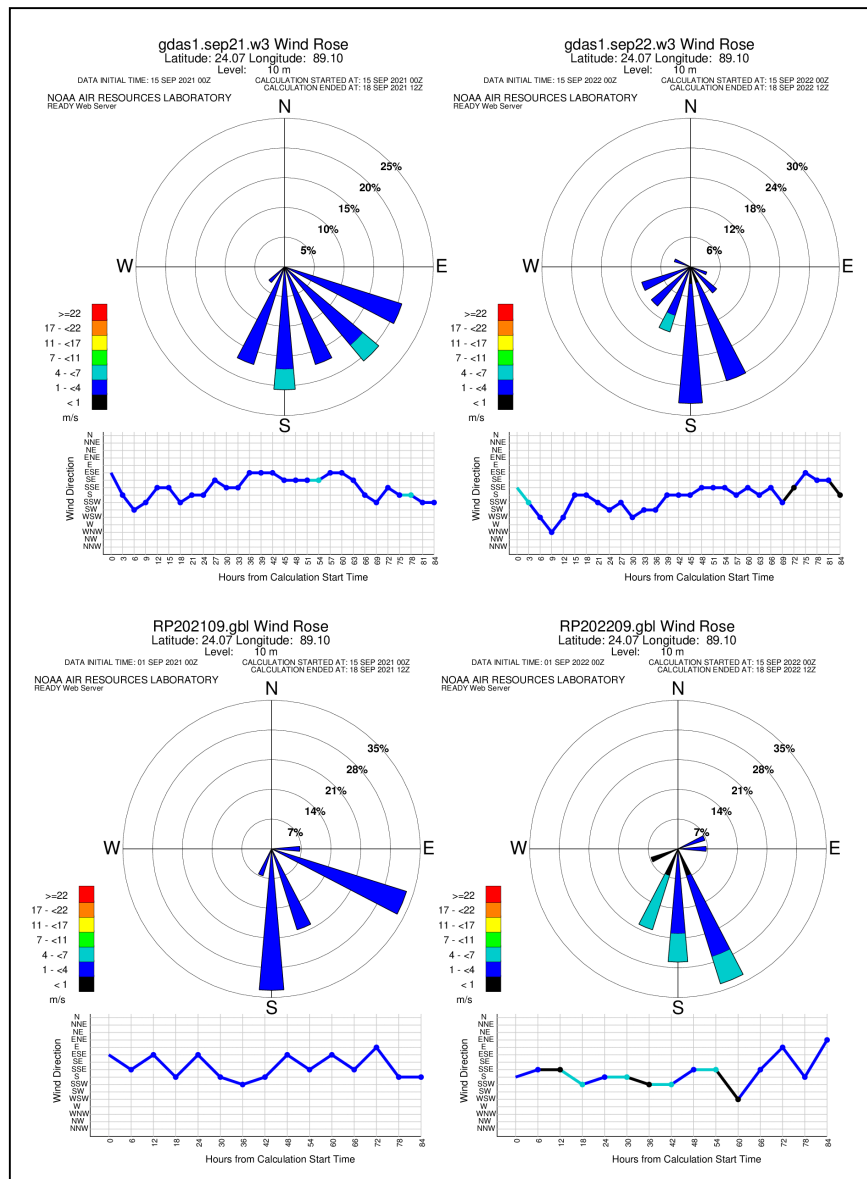 gdas1.sep21.w3 Wind Rose
Latitude: 24.07 Longitude: 89.10
Level: 10 m
DATA INITIAL TIME: 15 SEP 2021 00Z CALCULATION STARTED AT: 15 SEP 2021 00Z
CALCULATION ENDED AT: 18 SEP 2021 12Z
NOAA AIR RESOURCES LABORATORY
READY Web Server
N
25%
20%
15%
10%
5%
W
E
S
>=22
17 - <22
11 - <17
7 - <11
4 - <7
1 - <4
< 1
m/s
Wind Direction
N
NNE
NE
ENE
E
ESE
SE
SSE
S
SSW
SW
WSW
W
WNW
NW
NNW
0 3 6 9 12 15 18 21 24 27 30 33 36 39 42 45 48 51 54 57 60 63 66 69 72 75 78 81 84
Hours from Calculation Start Time
gdas1.sep22.w3 Wind Rose
Latitude: 24.07 Longitude: 89.10
Level: 10 m
DATA INITIAL TIME: 15 SEP 2022 00Z CALCULATION STARTED AT: 15 SEP 2022 00Z
CALCULATION ENDED AT: 18 SEP 2022 12Z
NOAA AIR RESOURCES LABORATORY
READY Web Server
N
30%
24%
18%
12%
6%
W
E
S
>=22
17 - <22
11 - <17
7 - <11
4 - <7
1 - <4
< 1
m/s
Wind Direction
N
NNE
NE
ENE
E
ESE
SE
SSE
S
SSW
SW
WSW
W
WNW
NW
NNW
0 3 6 9 12 15 18 21 24 27 30 33 36 39 42 45 48 51 54 57 60 63 66 69 72 75 78 81 84
Hours from Calculation Start Time
RP202109.gbl Wind Rose
Latitude: 24.07 Longitude: 89.10
Level: 10 m
DATA INITIAL TIME: 01 SEP 2021 00Z CALCULATION STARTED AT: 15 SEP 2021 00Z
CALCULATION ENDED AT: 18 SEP 2021 12Z
NOAA AIR RESOURCES LABORATORY
READY Web Server
N
35%
28%
21%
14%
7%
W
E
S
>=22
17 - <22
11 - <17
7 - <11
4 - <7
1 - <4
< 1
m/s
Wind Direction
N
NNE
NE
ENE
E
ESE
SE
SSE
S
SSW
SW
WSW
W
WNW
NW
NNW
0 6 12 18 24 30 36 42 48 54 60 66 72 78 84
Hours from Calculation Start Time
RP202209.gbl Wind Rose
Latitude: 24.07 Longitude: 89.10
Level: 10 m
DATA INITIAL TIME: 01 SEP 2022 00Z CALCULATION STARTED AT: 15 SEP 2022 00Z
CALCULATION ENDED AT: 18 SEP 2022 12Z
NOAA AIR RESOURCES LABORATORY
READY Web Server
N
35%
28%
21%
14%
7%
W
E
S
>=22
17 - <22
11 - <17
7 - <11
4 - <7
1 - <4
< 1
m/s
Wind Direction
N
NNE
NE
ENE
E
ESE
SE
SSE
S
SSW
SW
WSW
W
WNW
NW
NNW
0 6 12 18 24 30 36 42 48 54 60 66 72 78 84
Hours from Calculation Start Time